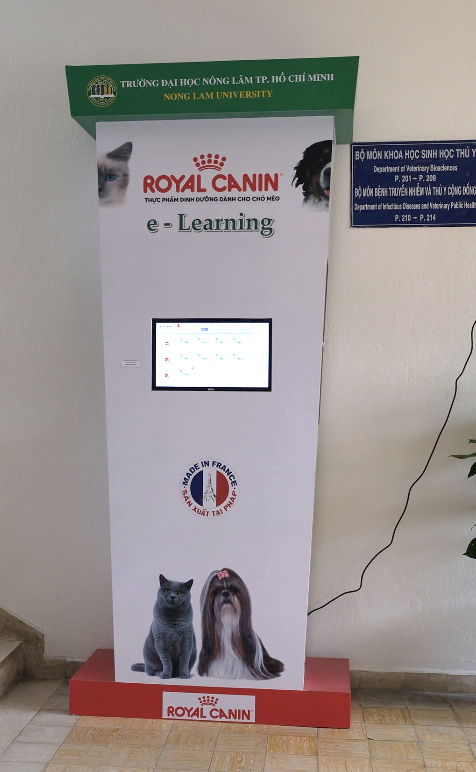 TRƯỜNG ĐẠI HỌC NÔNG LÂM TP. HỒ CHÍ MINH
NONG LAM UNIVERSITY
ROYAL CANIN
THỰC PHẨM DINH DƯỠNG DÀNH CHO CHÓ MÈO
e - Learning
BỘ MÔN KHOA HỌC SINH HỌC THÚ Y
Department of Veterinary Biosciences
P. 201 – P. 209
BỘ MÔN BỆNH TRUYỀN NHIỄM VÀ THÚ Y CỘNG ĐỒNG
Department of Infectious Diseases and Veterinary Public Health
P. 210 – P. 214
MADE IN FRANCE
SẢN XUẤT TẠI PHÁP
ROYAL CANIN